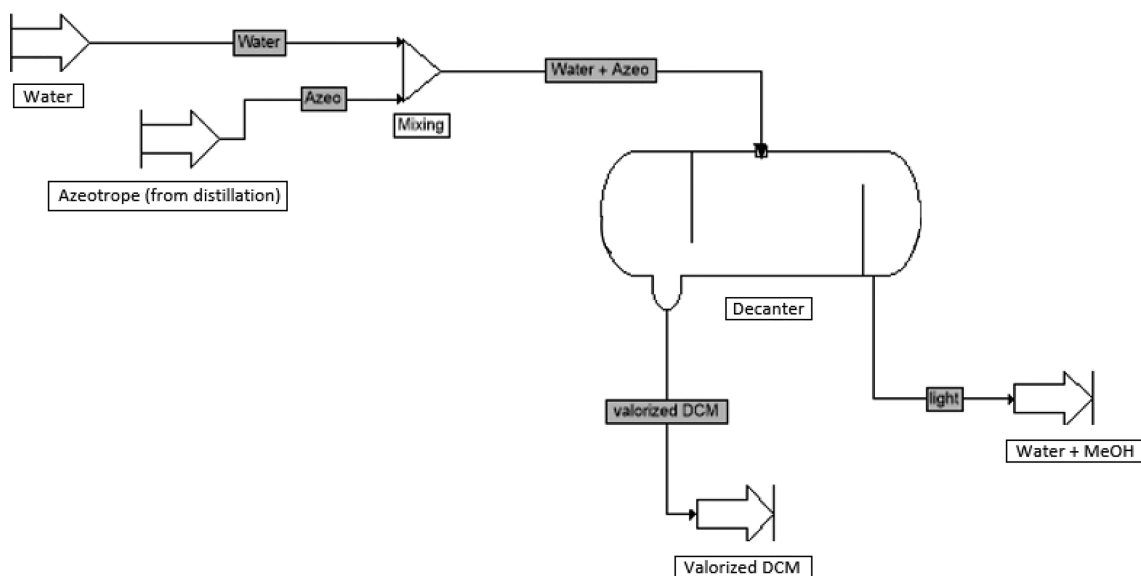 Water
Water
Azeo
Azeotrope (from distillation)
Mixing
Water + Azeo
Decanter
valorized DCM
light
Water + MeOH
Valorized DCM